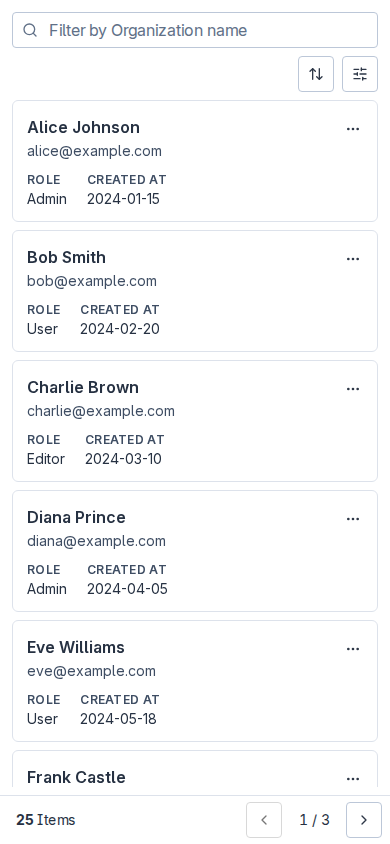 Filter by Organization name
Alice Johnson
alice@example.com
ROLE CREATED AT
Admin 2024-01-15
Bob Smith
bob@example.com
ROLE CREATED AT
User 2024-02-20
Charlie Brown
charlie@example.com
ROLE CREATED AT
Editor 2024-03-10
Diana Prince
diana@example.com
ROLE CREATED AT
Admin 2024-04-05
Eve Williams
eve@example.com
ROLE CREATED AT
User 2024-05-18
Frank Castle
25 Items 1 / 3